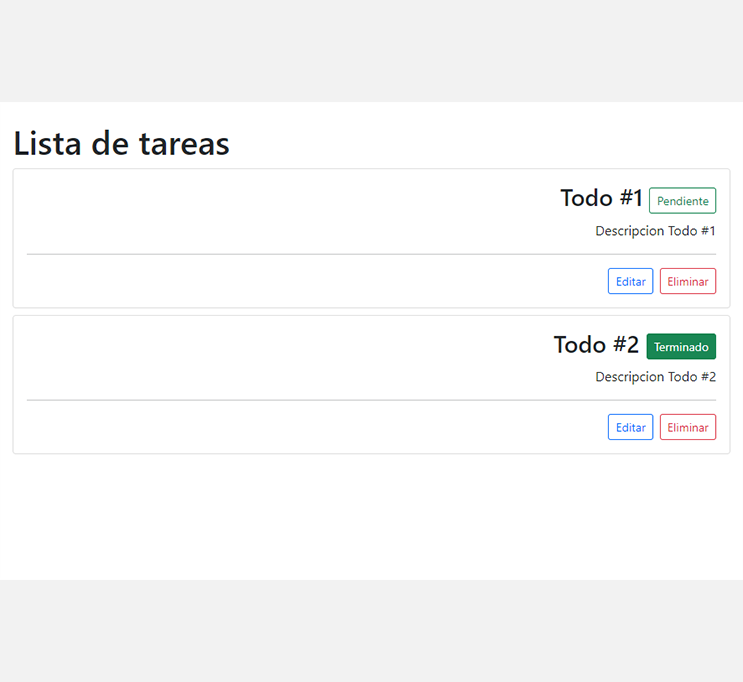 Lista de tareas
Todo #1 Pendiente
Descripcion Todo #1
Editar Eliminar
Todo #2 Terminado
Descripcion Todo #2
Editar Eliminar